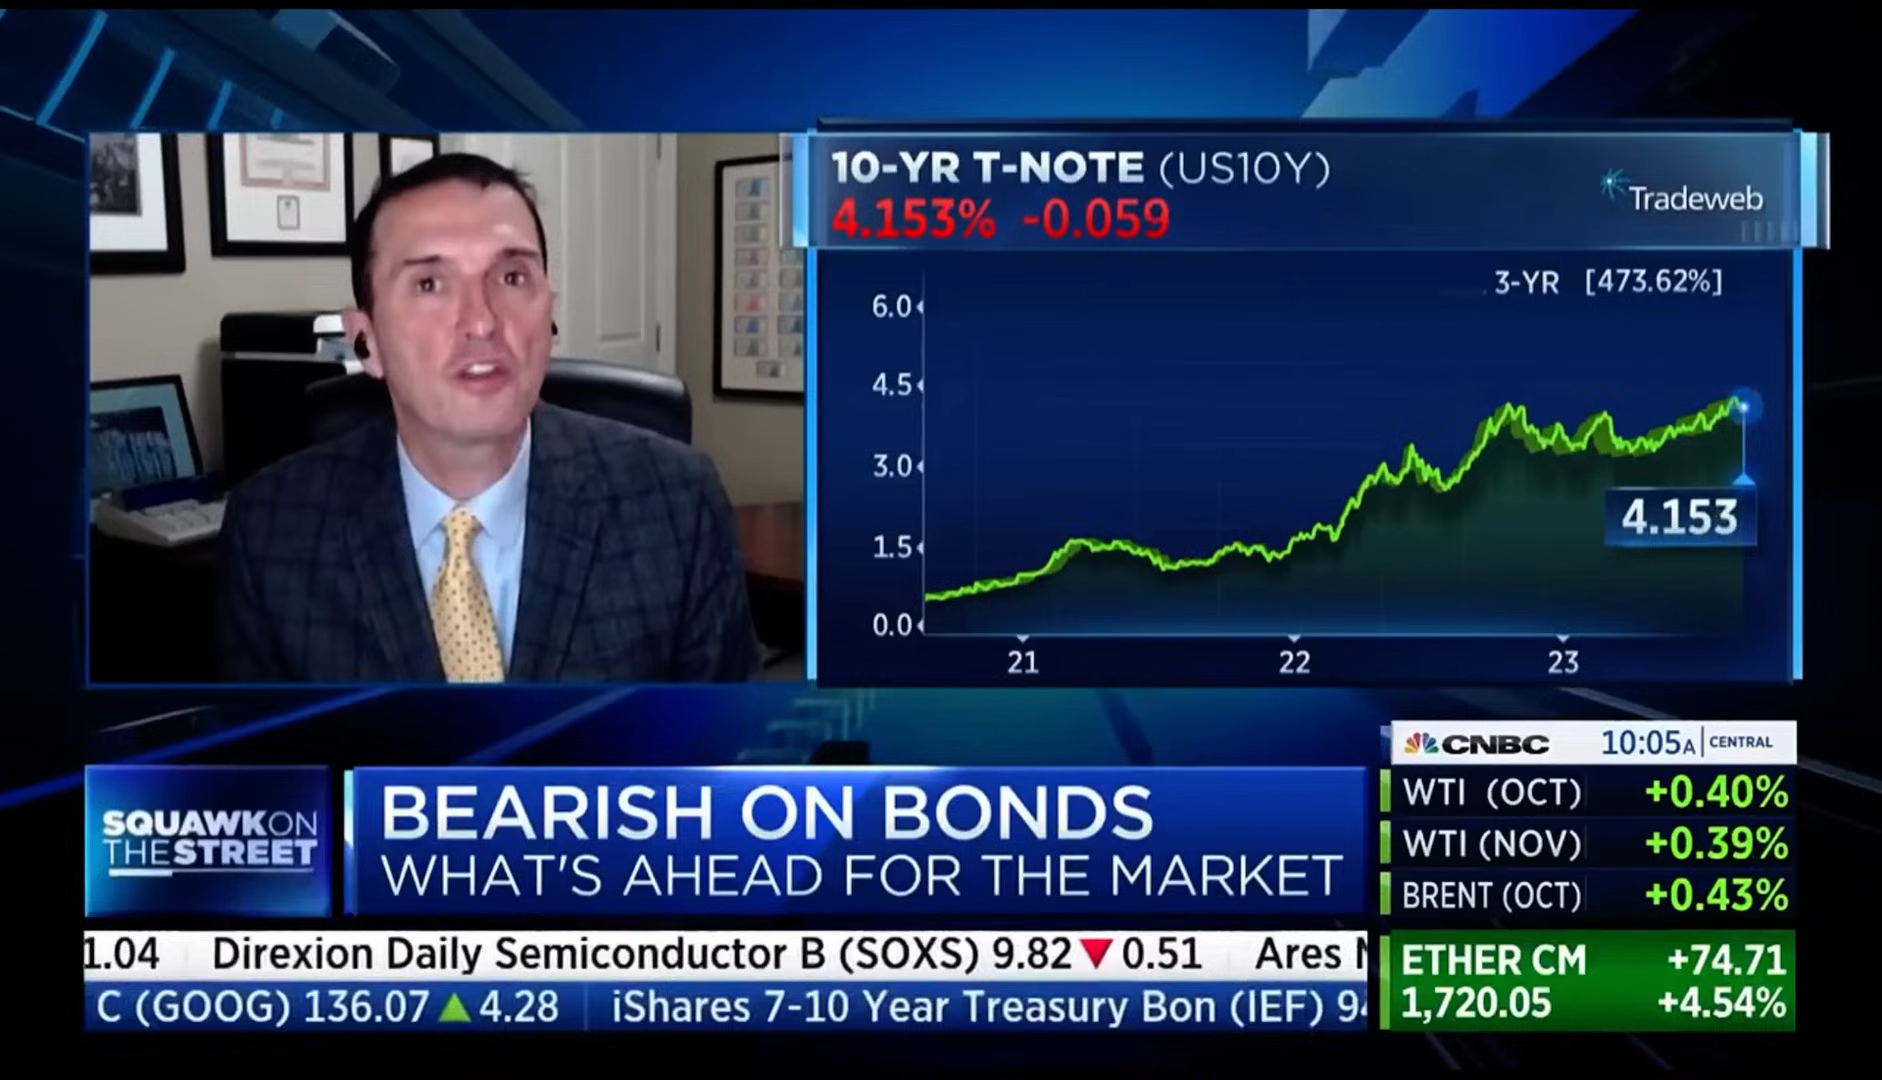 10-YR T-NOTE (US10Y)
4.153% -0.059
Tradeweb
3-YR [473.62%]
6.0
4.5
3.0
1.5
0.0
4.153
21 22 23
CNBC 10:05A CENTRAL
SQUAWK ON
THE STREET
BEARISH ON BONDS
WHAT'S AHEAD FOR THE MARKET
WTI (OCT) +0.40%
WTI (NOV) +0.39%
BRENT (OCT) +0.43%
1.04 Direxion Daily Semiconductor B (SOXS) 9.82 ▼ 0.51 Ares
C (GOOG) 136.07 ▲ 4.28 iShares 7-10 Year Treasury Bon (IEF) 9
ETHER CM +74.71
1,720.05 +4.54%